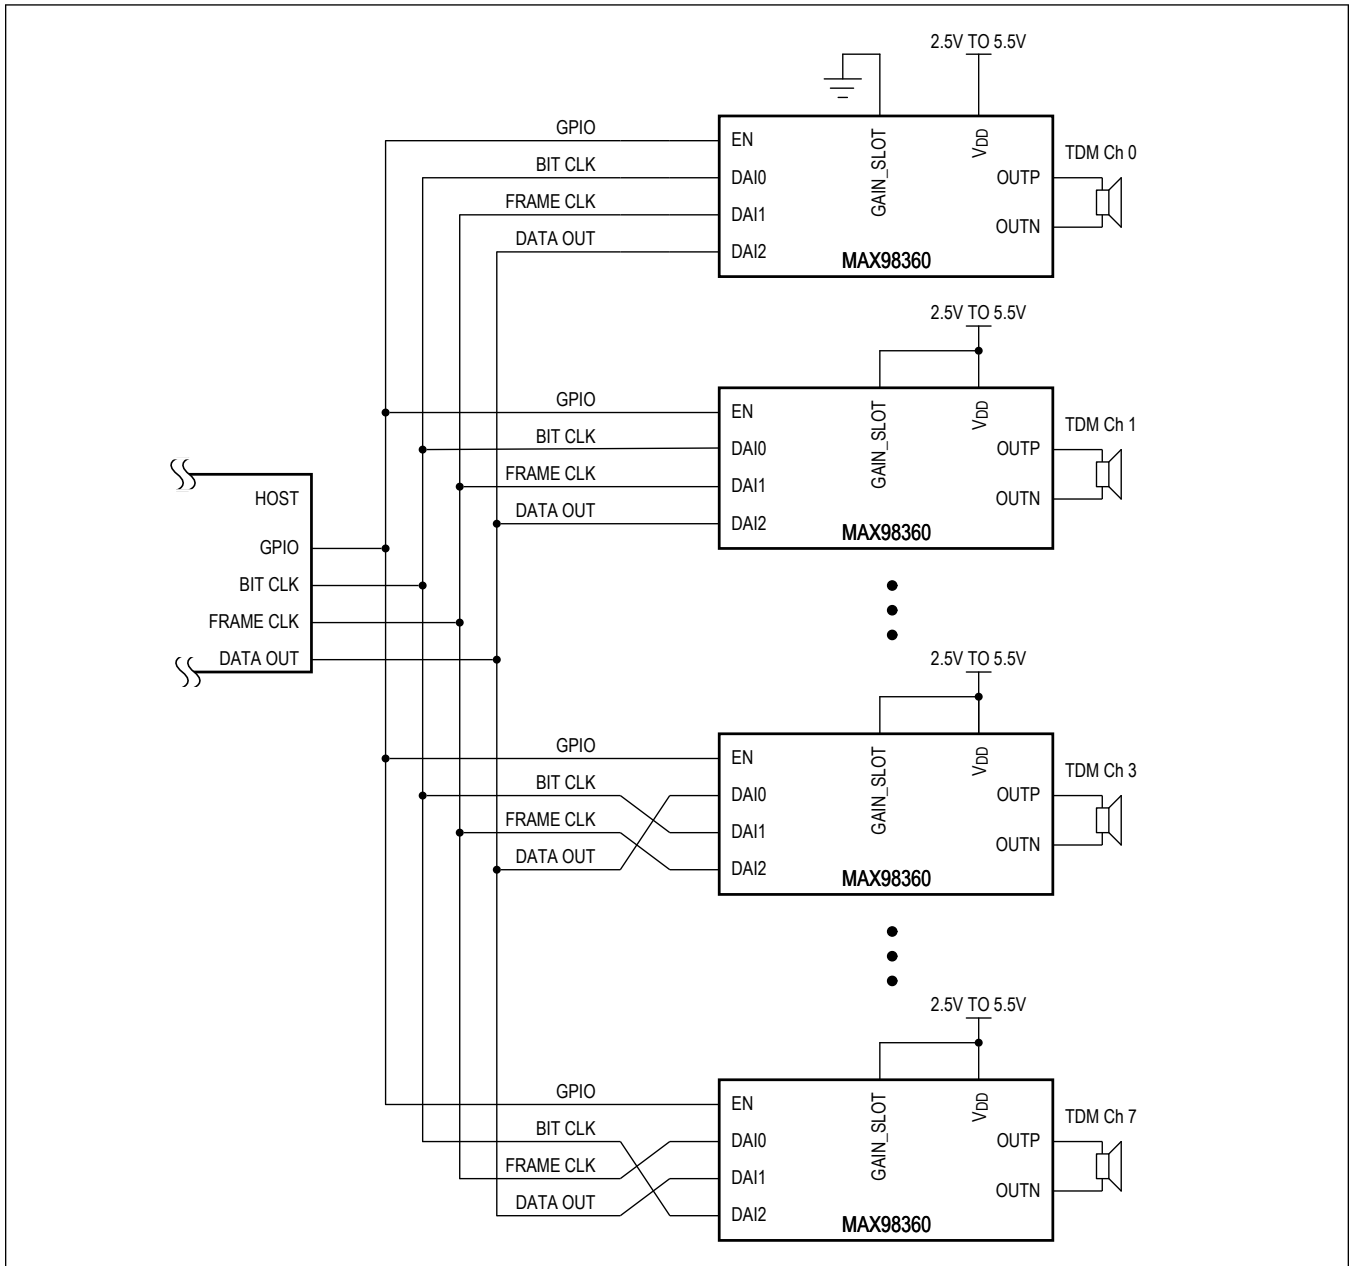 2.5V TO 5.5V
GPIO
EN
GAIN_SLOT
VDD
TDM Ch 0
BIT CLK
DAI0
OUTP
FRAME CLK
DAI1
OUTN
DATA OUT
DAI2
MAX98360
2.5V TO 5.5V
GPIO
EN
GAIN_SLOT
VDD
TDM Ch 1
BIT CLK
DAI0
OUTP
FRAME CLK
DAI1
OUTN
DATA OUT
DAI2
MAX98360
HOST
GPIO
BIT CLK
FRAME CLK
DATA OUT
2.5V TO 5.5V
GPIO
EN
GAIN_SLOT
VDD
TDM Ch 3
BIT CLK
DAI0
OUTP
FRAME CLK
DAI1
OUTN
DATA OUT
DAI2
MAX98360
2.5V TO 5.5V
GPIO
EN
GAIN_SLOT
VDD
TDM Ch 7
BIT CLK
DAI0
OUTP
FRAME CLK
DAI1
OUTN
DATA OUT
DAI2
MAX98360